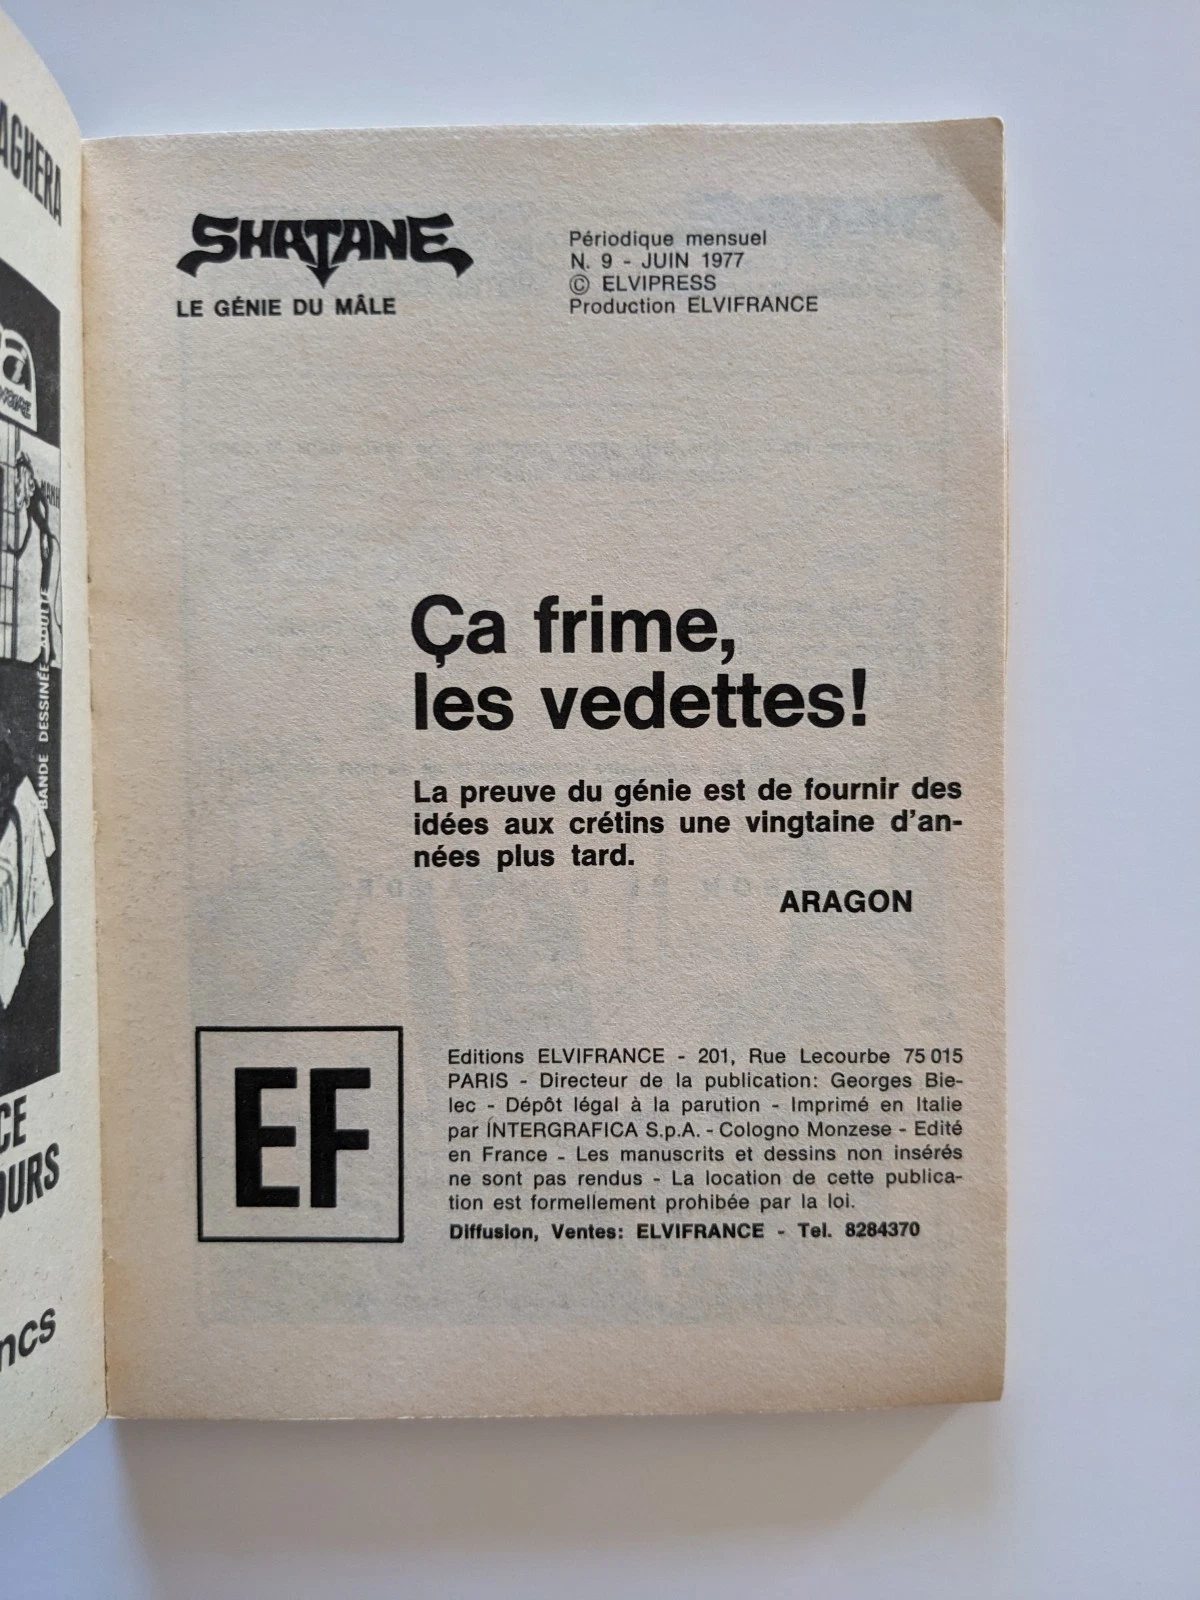 AGHERA
BANDE DESSINÉE ADULTE
CE
OURS
ncs
SHATANE
LE GÉNIE DU MÂLE
Périodique mensuel
N. 9 - JUIN 1977
© ELVIPRESS
Production ELVIFRANCE
Ça frime,
les vedettes!
La preuve du génie est de fournir des
idées aux crétins une vingtaine d'an-
nées plus tard.
ARAGON
EF
Editions ELVIFRANCE - 201, Rue Lecourbe 75 015
PARIS - Directeur de la publication: Georges Bie-
lec - Dépôt légal à la parution - Imprimé en Italie
par INTERGRAFICA S.p.A. - Cologno Monzese - Edité
en France - Les manuscrits et dessins non insérés
ne sont pas rendus - La location de cette publica-
tion est formellement prohibée par la loi.
Diffusion, Ventes: ELVIFRANCE - Tel. 8284370